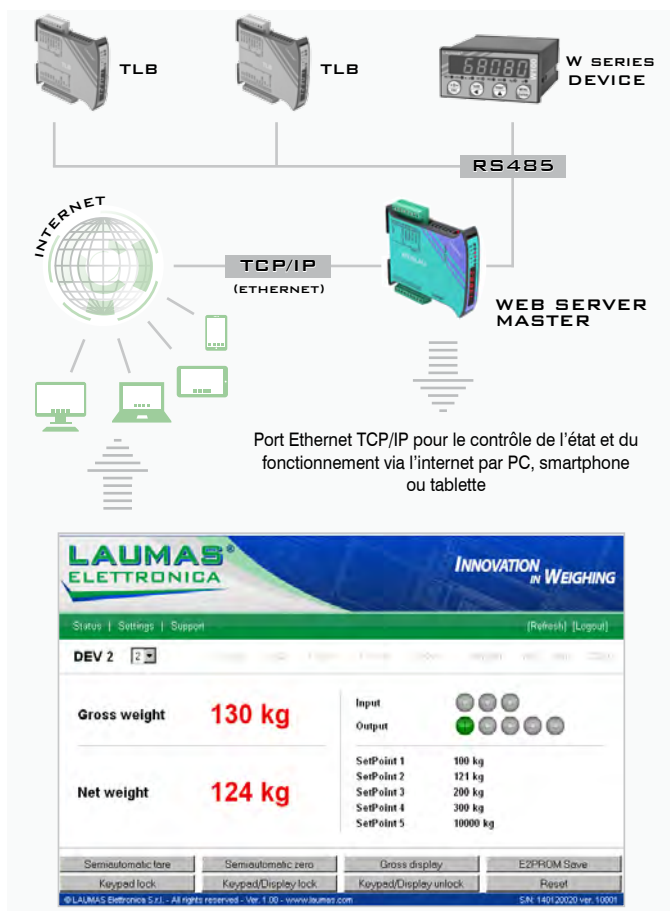 TLB
TLB
W SERIES
DEVICE
68080
RS485
INTERNET
TCP/IP
(ETHERNET)
WEB SERVER
MASTER
Port Ethernet TCP/IP pour le contrôle de l'état et du
fonctionnement via l'internet par PC, smartphone
ou tablette
LAUMAS®
ELETTRONICA
INNOVATION
IN WEIGHING
Status | Settings | Support
[Refresh] [Logout]
DEV 2 2
Gross weight 130 kg
Input
Output
Net weight 124 kg
SetPoint 1 100 kg
SetPoint 2 121 kg
SetPoint 3 200 kg
SetPoint 4 300 kg
SetPoint 5 10000 kg
Semiautomatic tare Semiautomatic zero Gross display E2PROM Save
Keypad lock Keypad/Display lock Keypad/Display unlock Reset
© LAUMAS Elettronica S.r.l. - All rights reserved - Ver. 1.00 - www.laumas.com
S/N: 140120020 ver. 10001